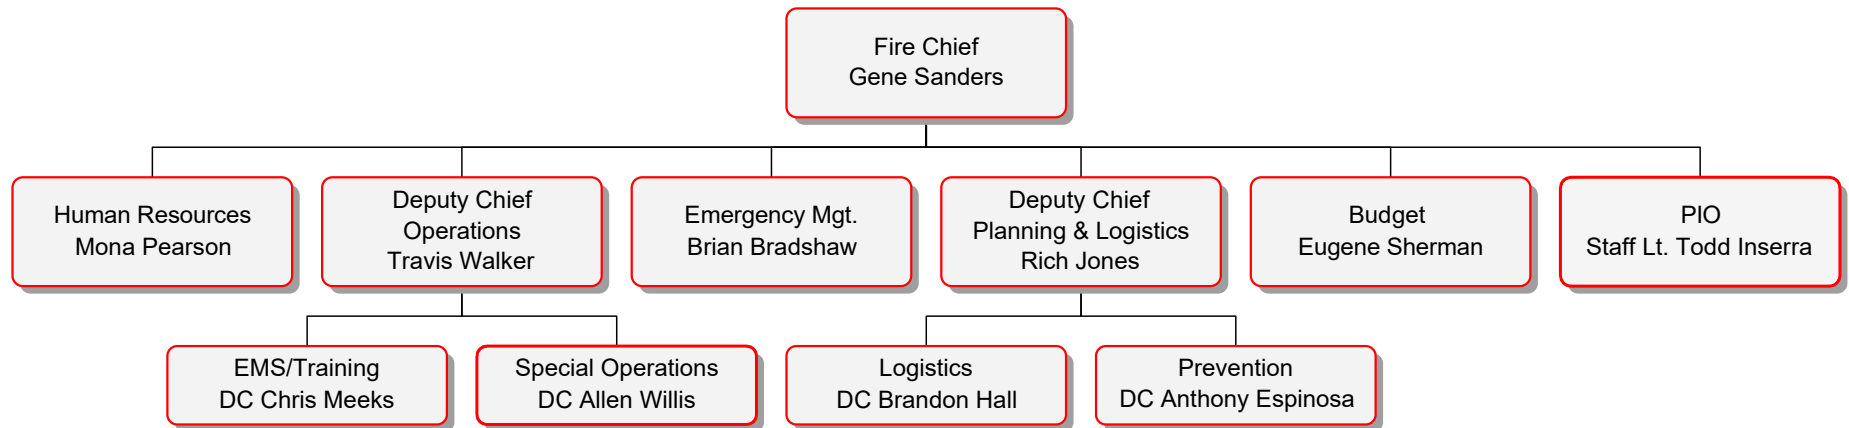 Fire Chief
Gene Sanders
Human Resources
Mona Pearson
Deputy Chief
Operations
Travis Walker
Emergency Mgt.
Brian Bradshaw
Deputy Chief
Planning & Logistics
Rich Jones
Budget
Eugene Sherman
PIO
Staff Lt. Todd Inserra
EMS/Training
DC Chris Meeks
Special Operations
DC Allen Willis
Logistics
DC Brandon Hall
Prevention
DC Anthony Espinosa